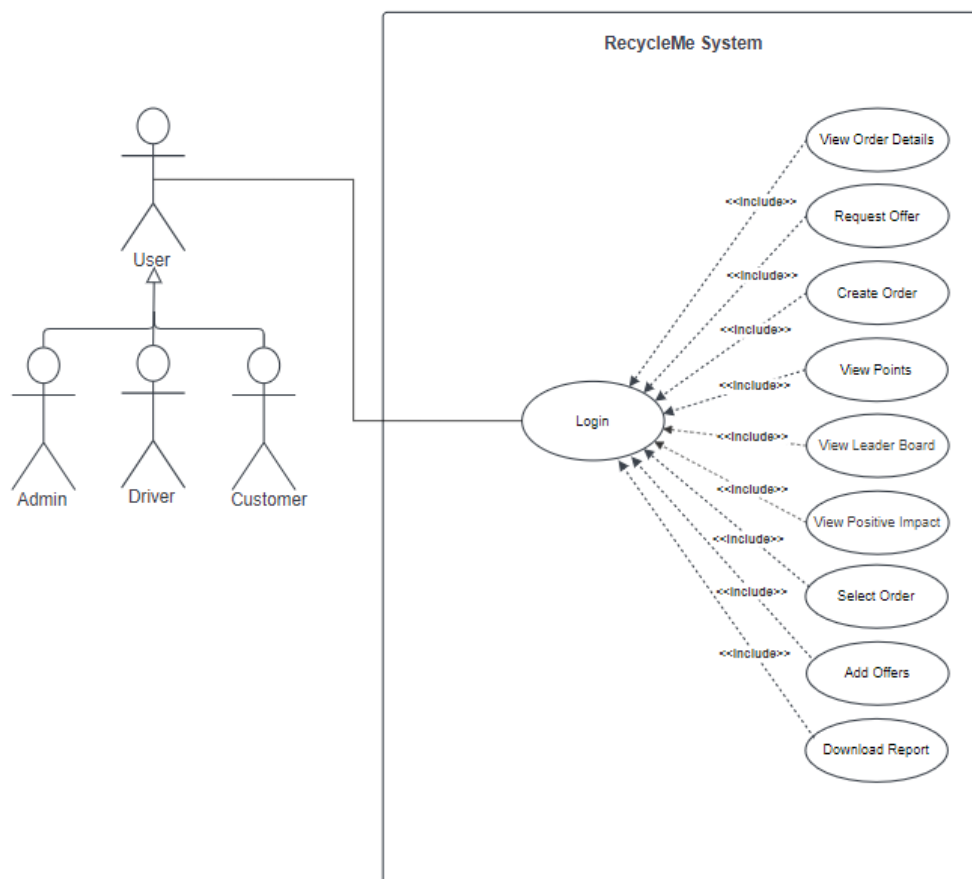 RecycleMe System
User
Admin
Driver
Customer
Login
View Order Details
<<Include>>
Request Offer
<<Include>>
Create Order
<<Include>>
View Points
<<Include>>
View Leader Board
<<Include>>
View Positive Impact
<<Include>>
Select Order
<<Include>>
Add Offers
<<Include>>
Download Report
<<Include>>